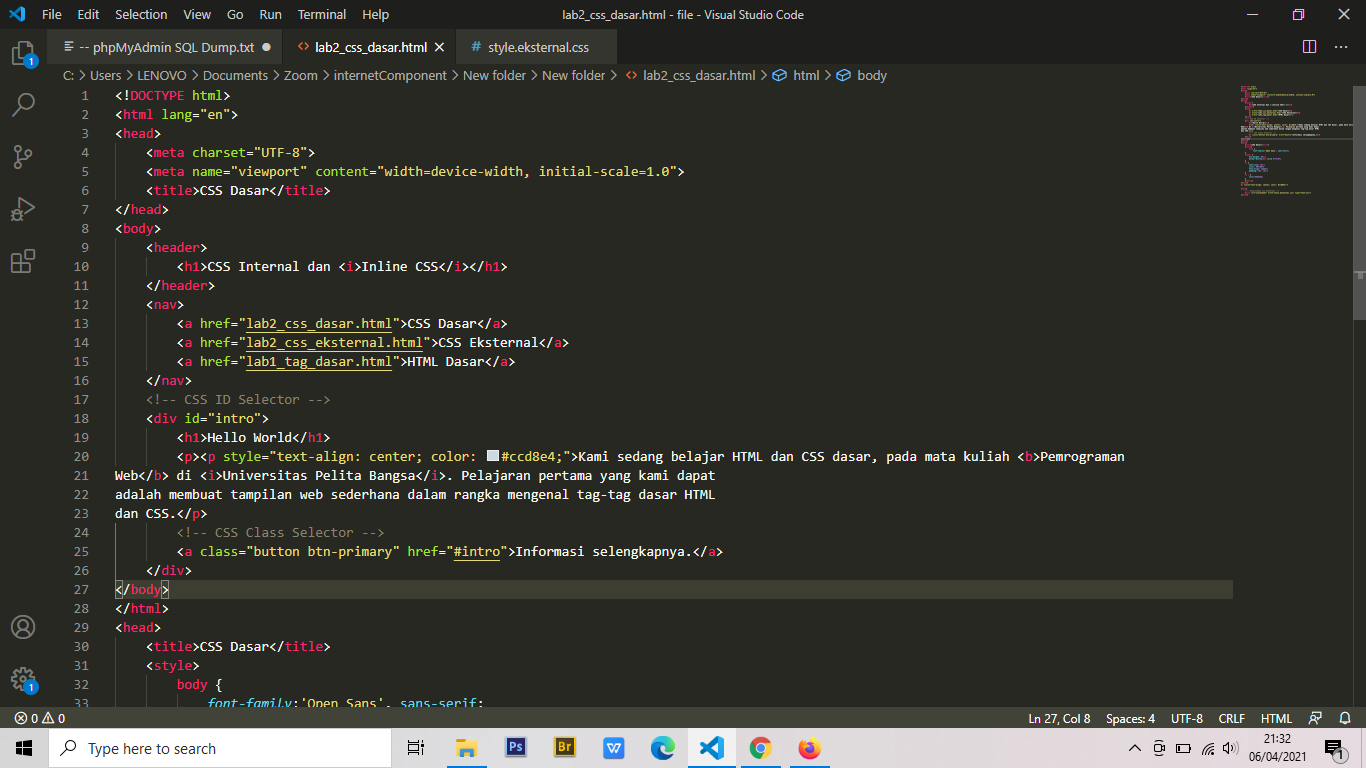 File Edit Selection View Go Run Terminal Help lab2_css_dasar.html - file - Visual Studio Code
-- phpMyAdmin SQL Dump.txt ● <> lab2_css_dasar.html × # style.eksternal.css
C: > Users > LENOVO > Documents > Zoom > internetComponent > New folder > New folder > <> lab2_css_dasar.html > html > body
1 <!DOCTYPE html>
2 <html lang="en">
3 <head>
4 <meta charset="UTF-8">
5 <meta name="viewport" content="width=device-width, initial-scale=1.0">
6 <title>CSS Dasar</title>
7 </head>
8 <body>
9 <header>
10 <h1>CSS Internal dan <i>Inline CSS</i></h1>
11 </header>
12 <nav>
13 <a href="lab2_css_dasar.html">CSS Dasar</a>
14 <a href="lab2_css_eksternal.html">CSS Eksternal</a>
15 <a href="lab1_tag_dasar.html">HTML Dasar</a>
16 </nav>
17 <!-- CSS ID Selector -->
18 <div id="intro">
19 <h1>Hello World</h1>
20 <p><p style="text-align: center; color: #ccd8e4;">Kami sedang belajar HTML dan CSS dasar, pada mata kuliah <b>Pemrograman
21 Web</b> di <i>Universitas Pelita Bangsa</i>. Pelajaran pertama yang kami dapat
22 adalah membuat tampilan web sederhana dalam rangka mengenal tag-tag dasar HTML
23 dan CSS.</p>
24 <!-- CSS Class Selector -->
25 <a class="button btn-primary" href="#intro">Informasi selengkapnya.</a>
26 </div>
27 </body>
28 </html>
29 <head>
30 <title>CSS Dasar</title>
31 <style>
32 body {
33 font-family:'Open Sans', sans-serif;
1
1
0 0 Ln 27, Col 8 Spaces: 4 UTF-8 CRLF HTML
Type here to search Ps Br W 21:32
06/04/2021
1